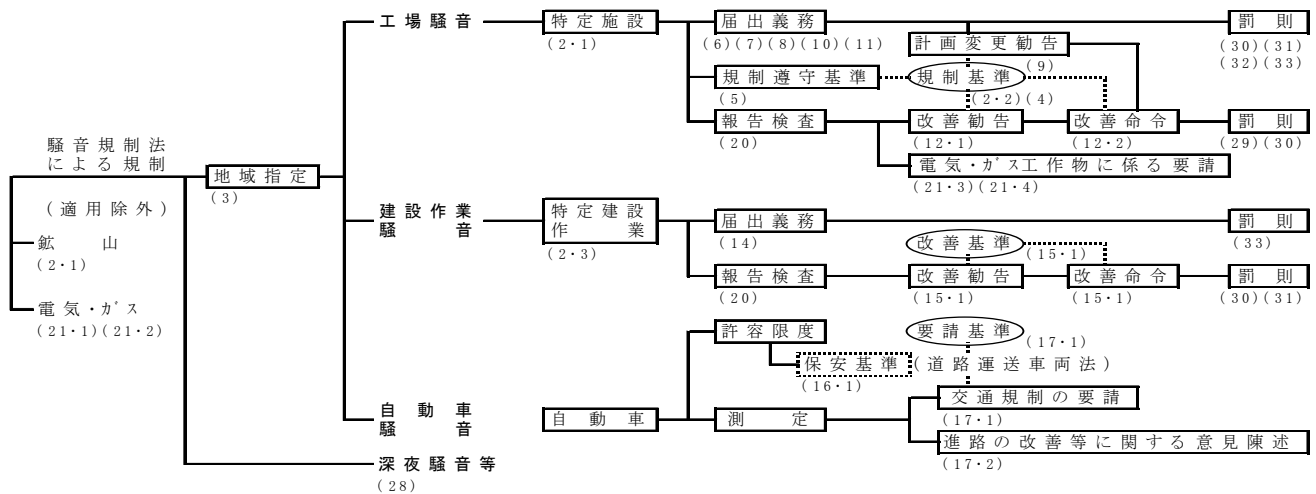 工場騒音
特定施設
(2・1)
届出義務
(6)(7)(8)(10)(11)
計画変更勧告
(9)
罰則
(30)(31)
(32)(33)
規制遵守基準
(5)
規制基準
(2・2)(4)
報告検査
(20)
改善勧告
(12・1)
改善命令
(12・2)
罰則
(29)(30)
電気・ガス工作物に係る要請
(21・3)(21・4)
騒音規制法
による規制
地域指定
(3)
(適用除外)
鉱山
(2・1)
電気・ガス
(21・1)(21・2)
建設作業
騒音
特定建設
作業
(2・3)
届出義務
(14)
罰則
(33)
改善基準
(15・1)
報告検査
(20)
改善勧告
(15・1)
改善命令
(15・1)
罰則
(30)(31)
許容限度
要請基準
(17・1)
保安基準(道路運送車両法)
(16・1)
自動車
騒音
自動車
測定
交通規制の要請
(17・1)
進路の改善等に関する意見陳述
(17・2)
深夜騒音等
(28)